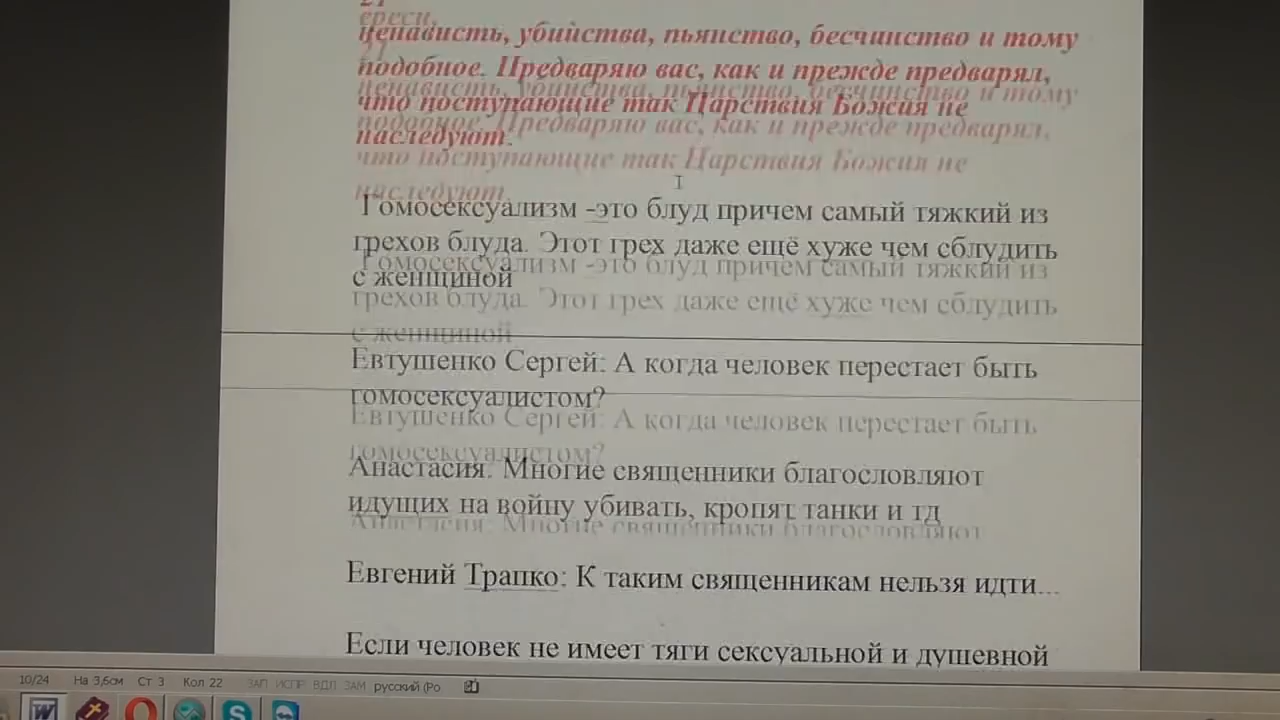 ереси,
ненависть, убийства, пьянство, бесчинство и тому
подобное. Предваряю вас, как и прежде предварял,
что поступающие так Царствия Божия не
наследуют.
Гомосексуализм -это блуд причем самый тяжкий из
грехов блуда. Этот грех даже ещё хуже чем сблудить
с женщиной
Евтушенко Сергей: А когда человек перестает быть
гомосексуалистом?
Анастасия: Многие священники благословляют
идущих на войну убивать, кропят танки и тд
Евгений Трапко: К таким священникам нельзя идти...
Если человек не имеет тяги сексуальной и душевной
10/24 На 3,6см Ст 3 Кол 22 ЗАП ИСПР ВДЛ ЗАМ русский (Ро